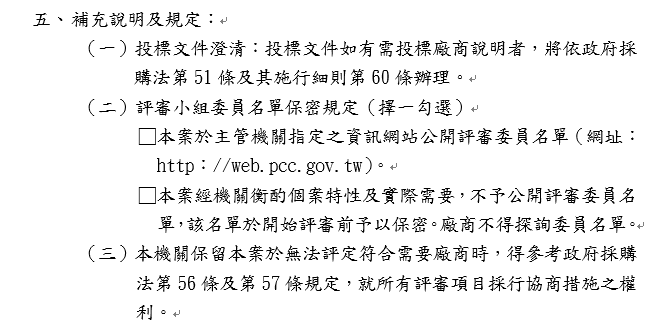 五、補充說明及規定：
（一）投標文件澄清：投標文件如有需投標廠商說明者，將依政府採
購法第 51 條及其施行細則第 60 條辦理。
（二）評審小組委員名單保密規定（擇一勾選）
□本案於主管機關指定之資訊網站公開評審委員名單（網址：
http：//web.pcc.gov.tw）。
□本案經機關衡酌個案特性及實際需要，不予公開評審委員名
單，該名單於開始評審前予以保密。廠商不得探詢委員名單。
（三）本機關保留本案於無法評定符合需要廠商時，得參考政府採購
法第 56 條及第 57 條規定，就所有評審項目採行協商措施之權
利。